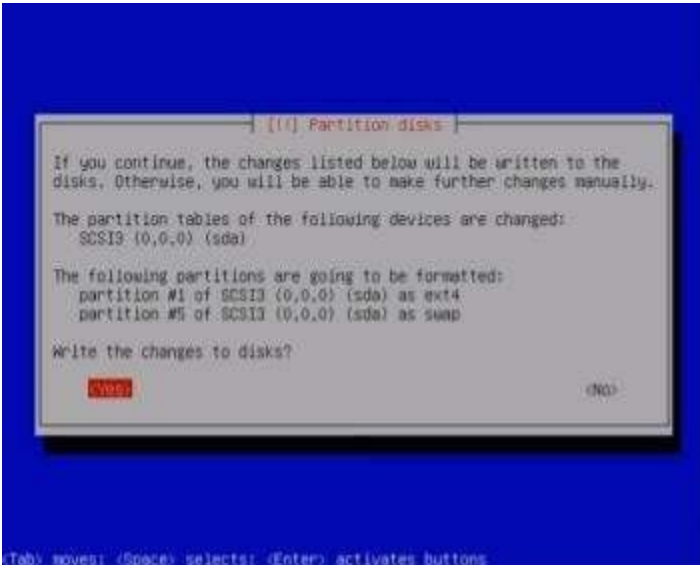 [!!] Partition disks
If you continue, the changes listed below will be written to the
disks. Otherwise, you will be able to make further changes manually.
The partition tables of the following devices are changed:
SCSI3 (0,0,0) (sda)
The following partitions are going to be formatted:
partition #1 of SCSI3 (0,0,0) (sda) as ext4
partition #5 of SCSI3 (0,0,0) (sda) as swap
Write the changes to disks?
<Yes> <No>
<Tab> moves; <Space> selects; <Enter> activates buttons